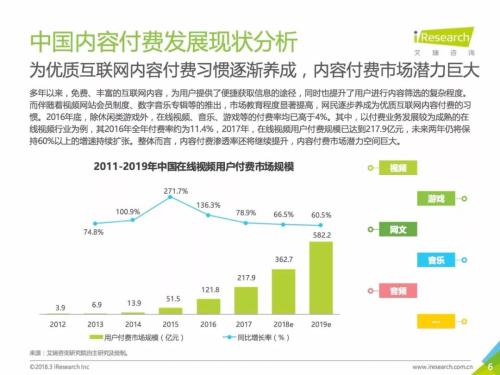 中国内容付费发展现状分析
iResearch
艾瑞咨询
为优质互联网内容付费习惯逐渐养成，内容付费市场潜力巨大
多年以来，免费、丰富的互联网内容，为用户提供了便捷获取信息的途径，同时也提升了用户进行内容筛选的复杂程度。
而伴随着视频网站会员制度、数字音乐专辑等的推出，市场教育程度显著提高，网民逐步养成为优质互联网内容付费的习
惯。2016年底，除休闲类游戏外，在线视频、音乐、游戏等的付费率均已高于4%。其中，以付费业务发展较为成熟的在
线视频行业为例，其2016年全年付费率约为11.4%，2017年，在线视频用户付费规模已达到217.9亿元，未来两年仍将保
持60%以上的增速持续扩张。整体而言，内容付费渗透率还将继续提升，内容付费市场潜力空间巨大。
2011-2019年中国在线视频用户付费市场规模
271.7%
100.9%
136.3%
74.8%
78.9%
66.5%
60.5%
582.2
362.7
217.9
121.8
51.5
13.9
6.9
3.9
2012
2013
2014
2015
2016
2017
2018e
2019e
用户付费市场规模（亿元）
同比增长率（%）
视频
游戏
网文
音乐
音频
...
来源：艾瑞咨询研究院自主研究及绘制。
©2018.3 iResearch Inc
www.iresearch.com.cn
6